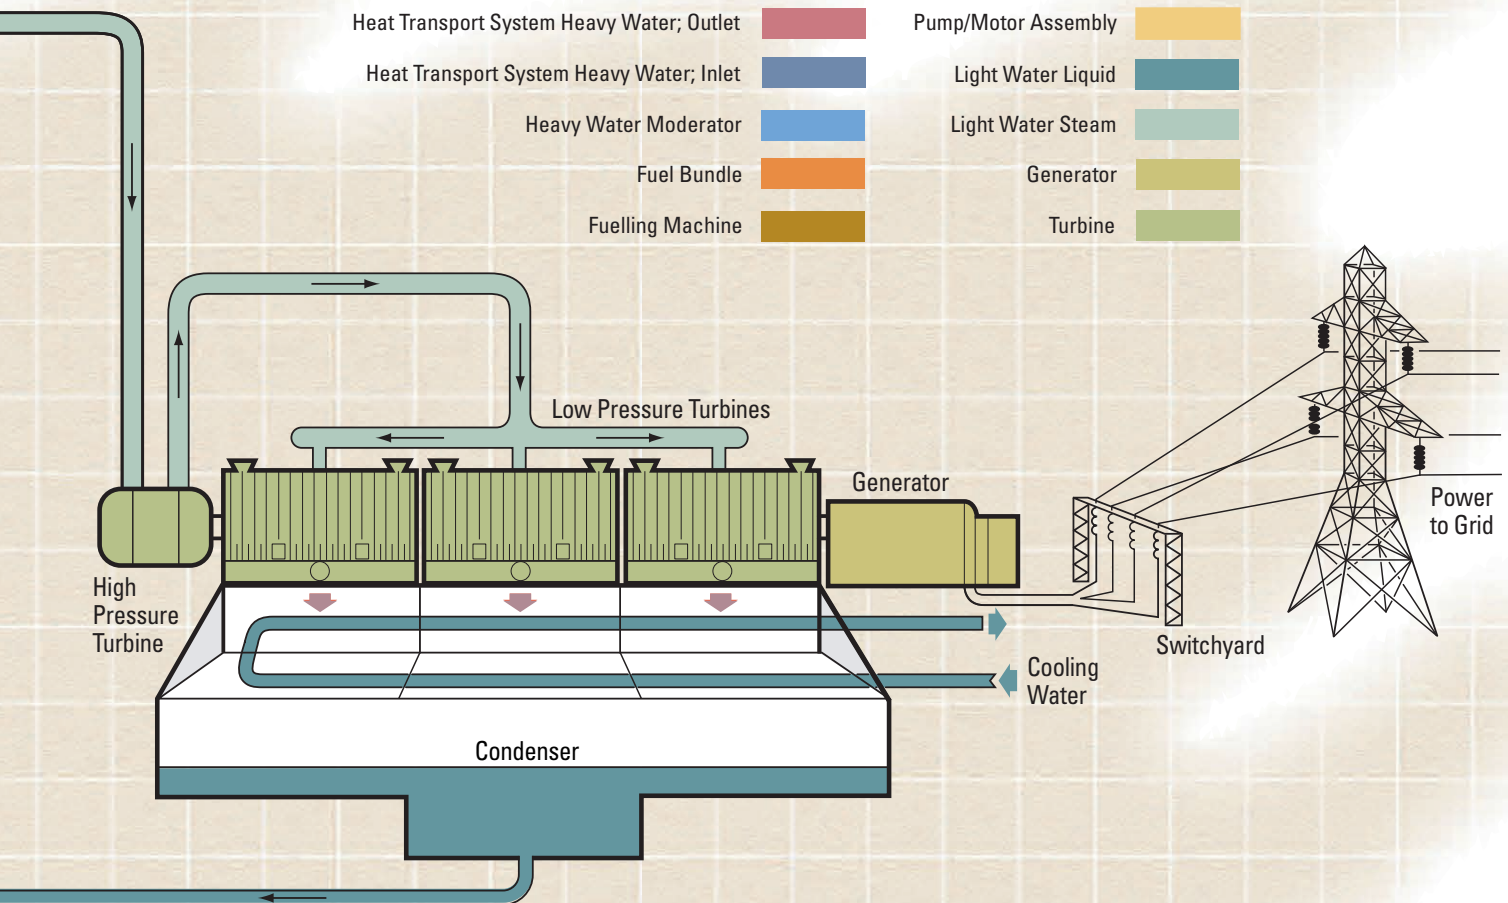 Heat Transport System Heavy Water; Outlet
Heat Transport System Heavy Water; Inlet
Heavy Water Moderator
Fuel Bundle
Fuelling Machine
Pump/Motor Assembly
Light Water Liquid
Light Water Steam
Generator
Turbine
Low Pressure Turbines
Generator
High
Pressure
Turbine
Power
to Grid
Switchyard
Cooling
Water
Condenser